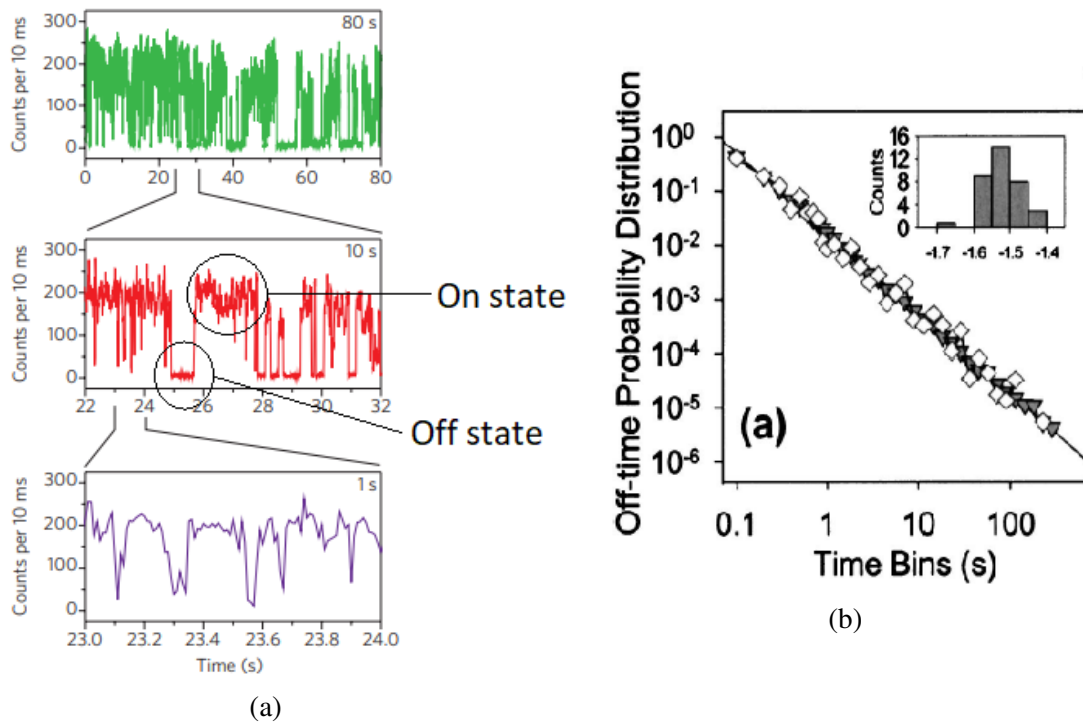 80 s
Counts per 10 ms
300
200
100
0
0 20 40 60 80
10 s
Counts per 10 ms
300
200
100
0
22 24 26 28 30 32
On state
Off state
1 s
Counts per 10 ms
300
200
100
0
23.0 23.2 23.4 23.6 23.8 24.0
Time (s)
(a)
Off-time Probability Distribution
10⁰
10⁻¹
10⁻²
10⁻³
10⁻⁴
10⁻⁵
10⁻⁶
0.1 1 10 100
Time Bins (s)
(a)
Counts
16
12
8
4
0
-1.7 -1.6 -1.5 -1.4
(b)